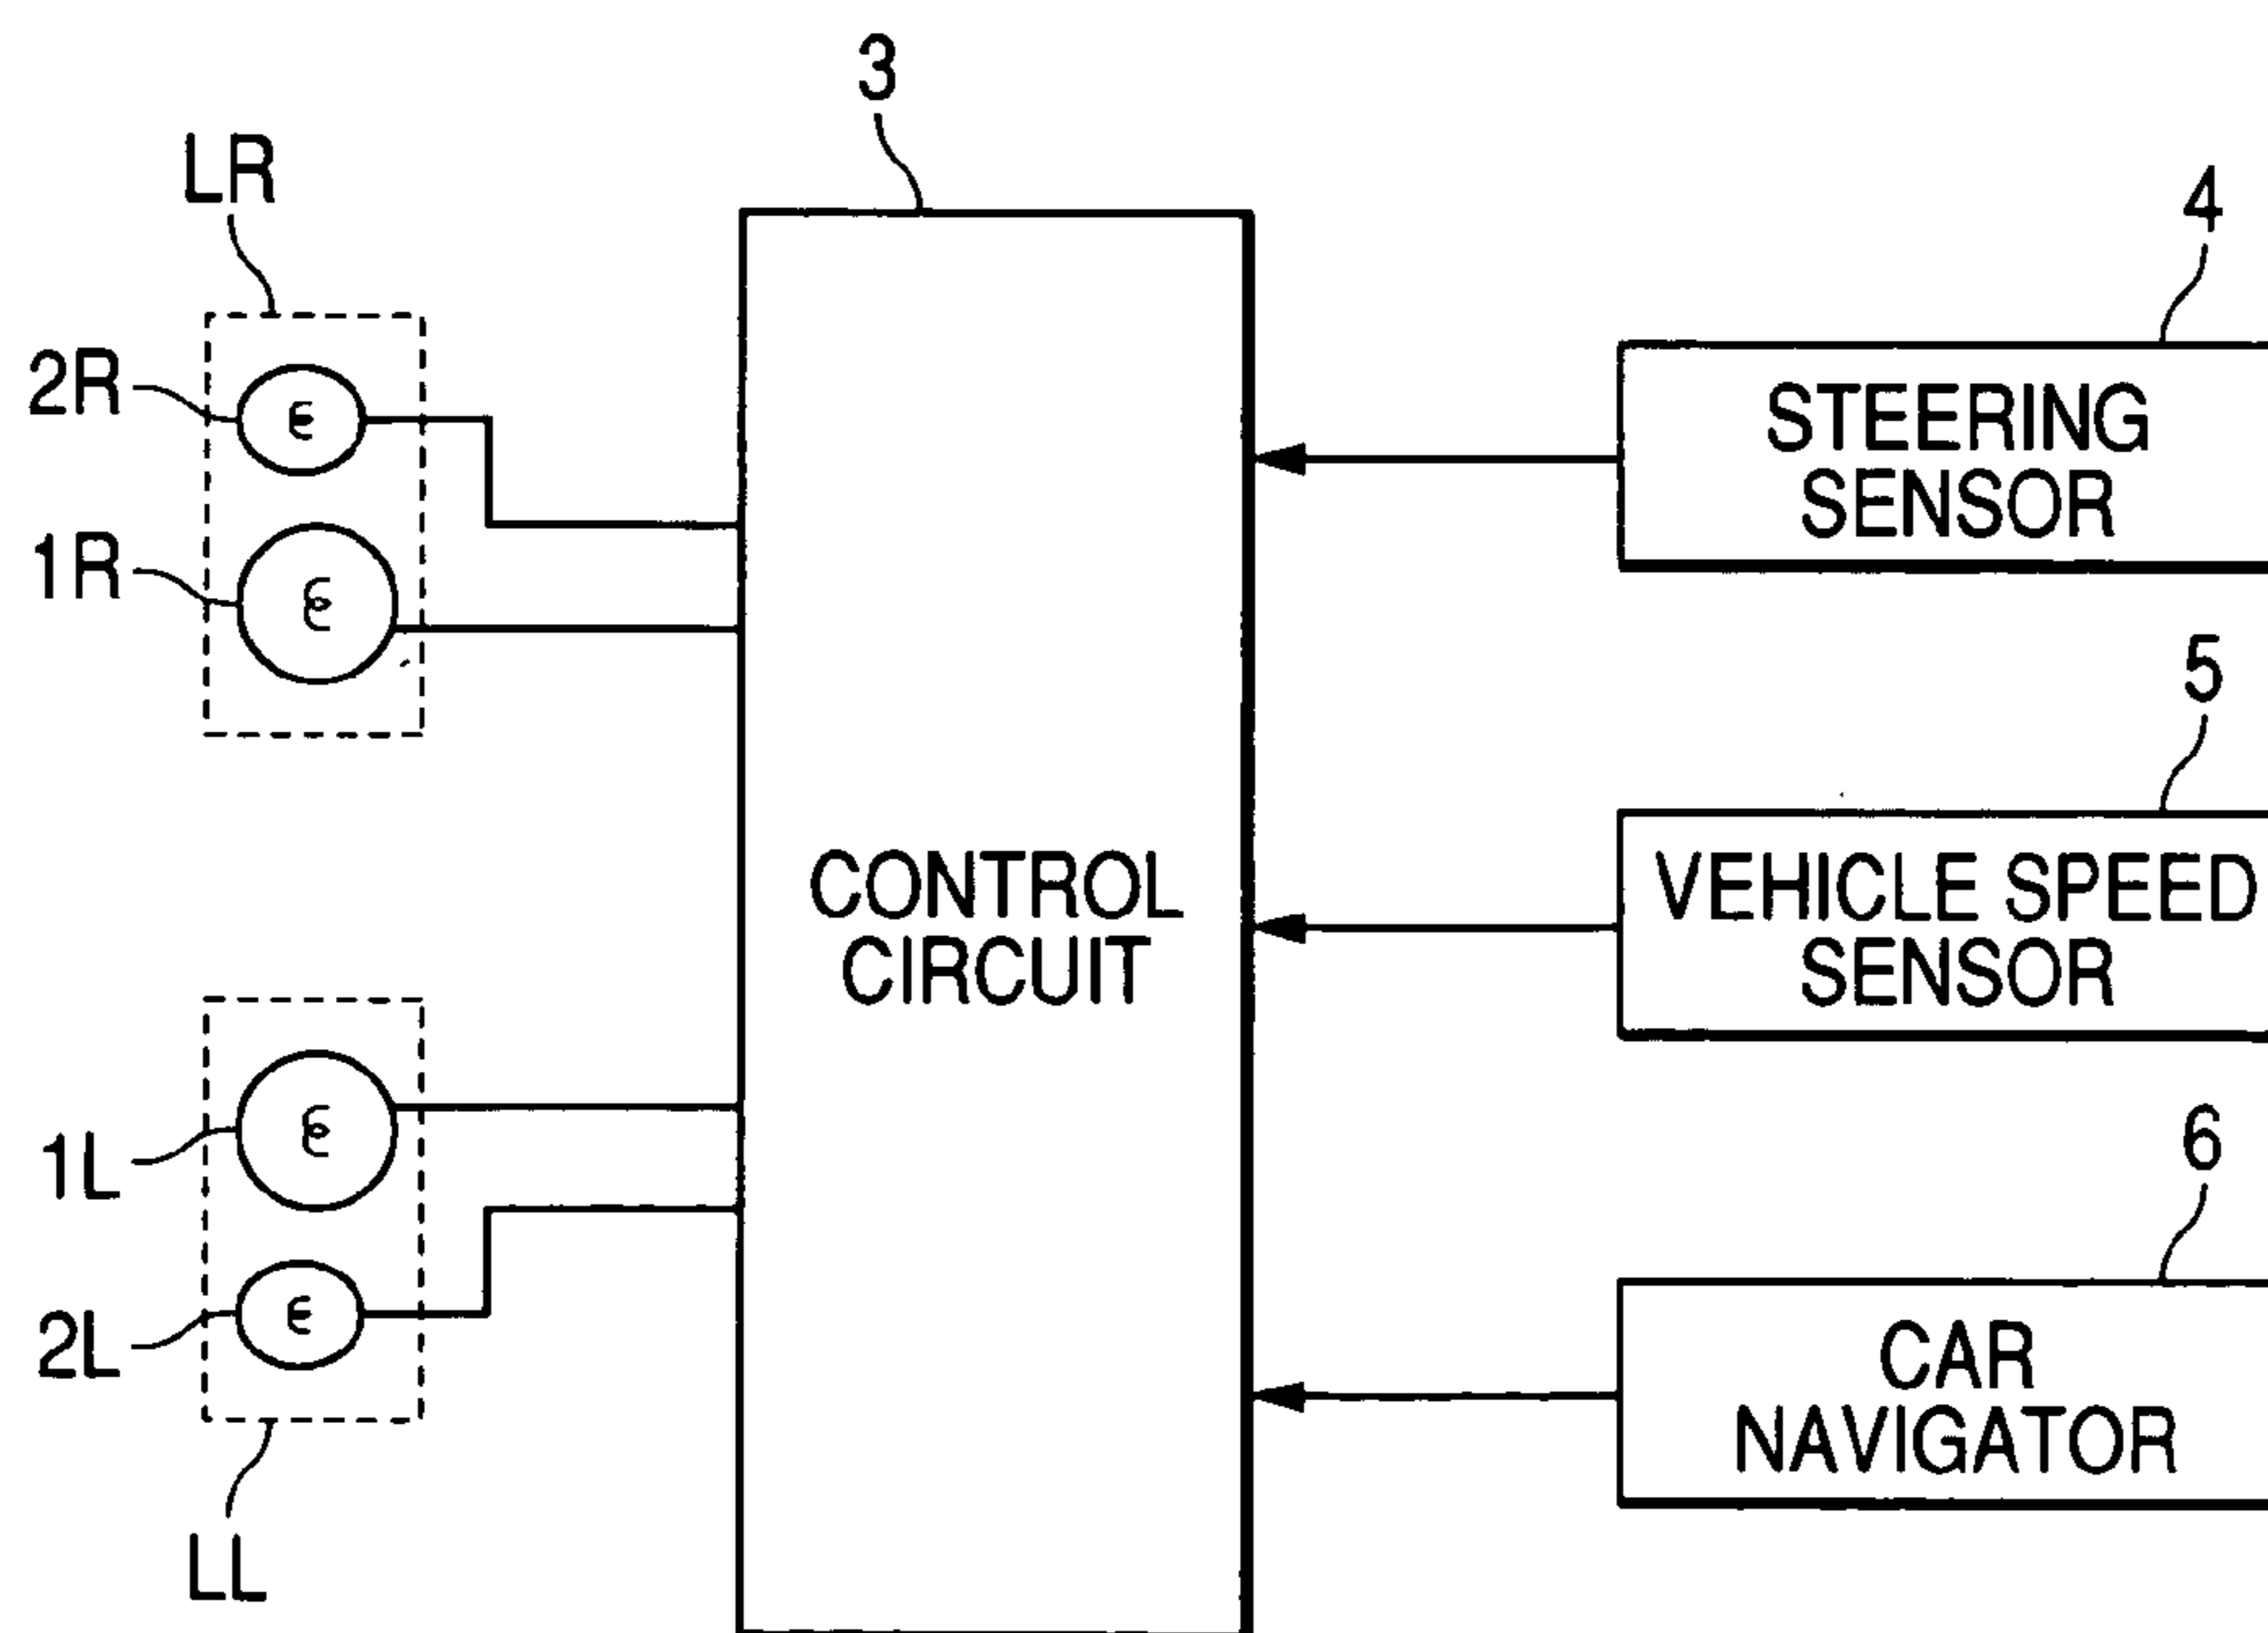 3
LR
4
2R
STEERING
SENSOR
1R
5
CONTROL
CIRCUIT
VEHICLE SPEED
SENSOR
1L
6
2L
CAR
NAVIGATOR
LL